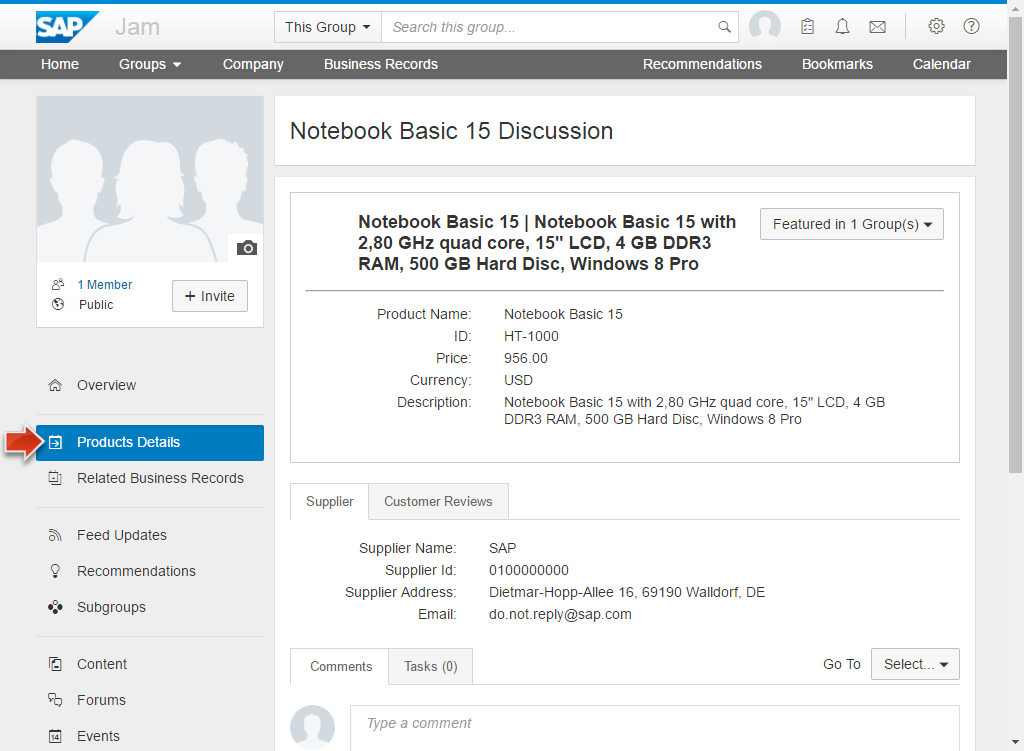 SAP Jam
This Group
Search this group...
Home
Groups
Company
Business Records
Recommendations
Bookmarks
Calendar
1 Member
Public
+ Invite
Overview
Products Details
Related Business Records
Feed Updates
Recommendations
Subgroups
Content
Forums
14
Events
Notebook Basic 15 Discussion
Notebook Basic 15 | Notebook Basic 15 with
2,80 GHz quad core, 15" LCD, 4 GB DDR3
RAM, 500 GB Hard Disc, Windows 8 Pro
Featured in 1 Group(s)
Product Name: Notebook Basic 15
ID: HT-1000
Price: 956.00
Currency: USD
Description: Notebook Basic 15 with 2,80 GHz quad core, 15" LCD, 4 GB
DDR3 RAM, 500 GB Hard Disc, Windows 8 Pro
Supplier
Customer Reviews
Supplier Name: SAP
Supplier Id: 0100000000
Supplier Address: Dietmar-Hopp-Allee 16, 69190 Walldorf, DE
Email: do.not.reply@sap.com
Comments
Tasks (0)
Go To
Select...
Type a comment